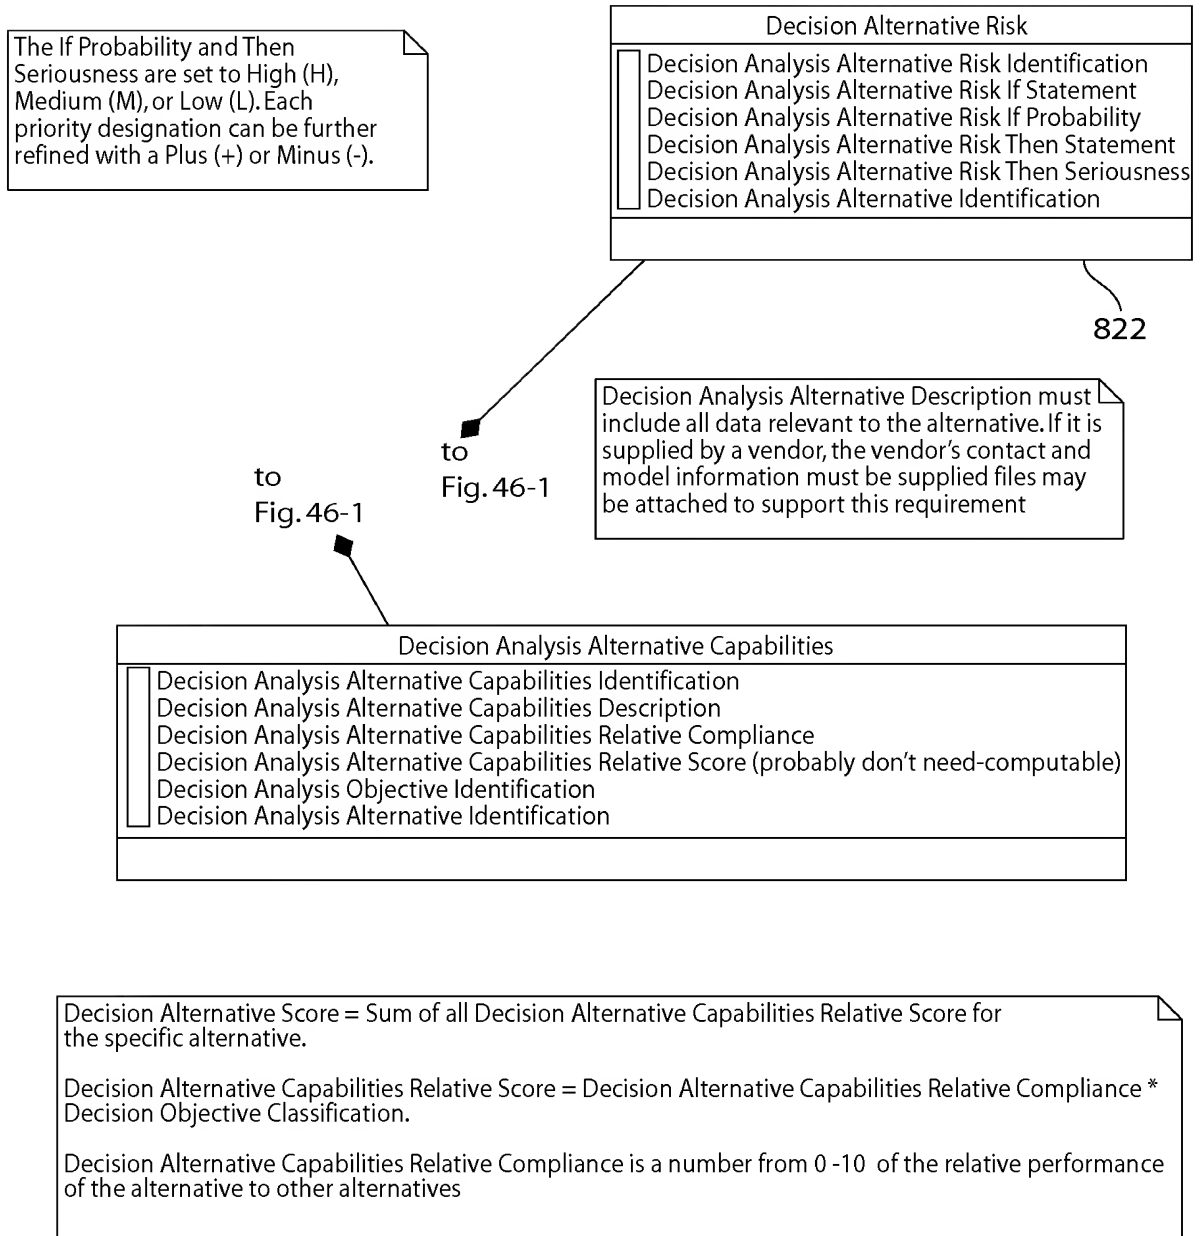 The If Probability and Then
Seriousness are set to High (H),
Medium (M), or Low (L). Each
priority designation can be further
refined with a Plus (+) or Minus (-).
Decision Alternative Risk
Decision Analysis Alternative Risk Identification
Decision Analysis Alternative Risk If Statement
Decision Analysis Alternative Risk If Probability
Decision Analysis Alternative Risk Then Statement
Decision Analysis Alternative Risk Then Seriousness
Decision Analysis Alternative Identification
822
Decision Analysis Alternative Description must
include all data relevant to the alternative. If it is
supplied by a vendor, the vendor's contact and
model information must be supplied files may
be attached to support this requirement
to
Fig. 46-1
to
Fig. 46-1
Decision Analysis Alternative Capabilities
Decision Analysis Alternative Capabilities Identification
Decision Analysis Alternative Capabilities Description
Decision Analysis Alternative Capabilities Relative Compliance
Decision Analysis Alternative Capabilities Relative Score (probably don't need-computable)
Decision Analysis Objective Identification
Decision Analysis Alternative Identification
Decision Alternative Score = Sum of all Decision Alternative Capabilities Relative Score for
the specific alternative.
Decision Alternative Capabilities Relative Score = Decision Alternative Capabilities Relative Compliance *
Decision Objective Classification.
Decision Alternative Capabilities Relative Compliance is a number from 0 -10 of the relative performance
of the alternative to other alternatives